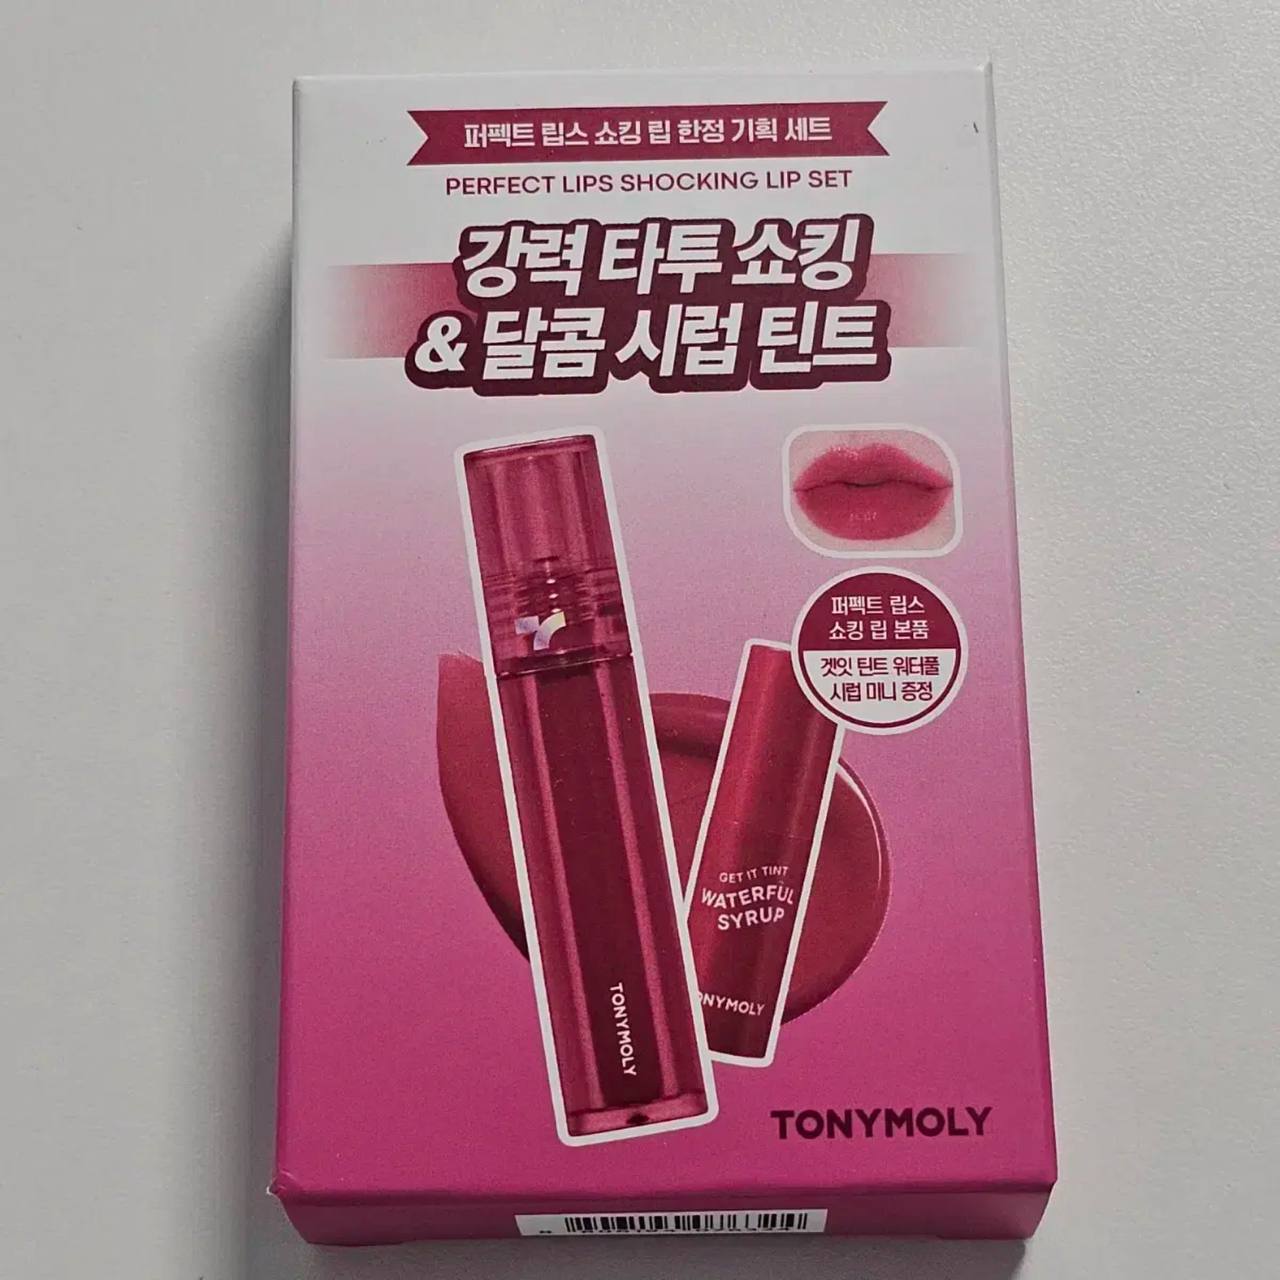 퍼펙트 립스 쇼킹 립 한정 기획 세트
PERFECT LIPS SHOCKING LIP SET
강력 타투 쇼킹
& 달콤 시럽 틴트
퍼펙트 립스
쇼킹 립 본품
겟잇 틴트 워터풀
시럽 미니 증정
GET IT TINT
WATERFUL
SYRUP
TONYMOLY
TONYMOLY